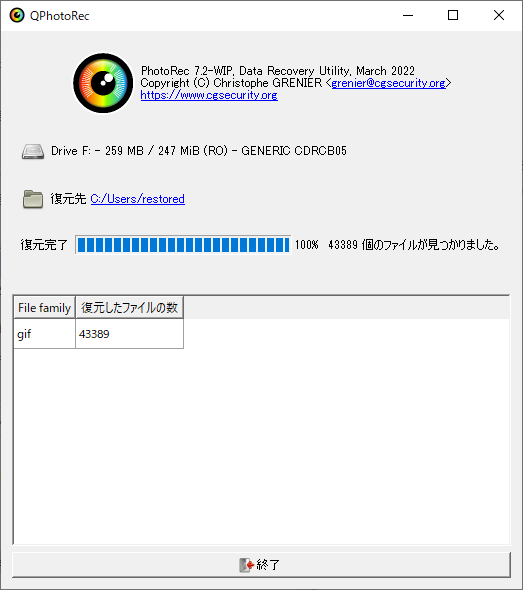 QPhotoRec
PhotoRec 7.2-WIP, Data Recovery Utility, March 2022
Copyright (C) Christophe GRENIER <grenier@cgsecurity.org>
https://www.cgsecurity.org
Drive F: - 259 MB / 247 MiB (RO) - GENERIC CDRCB05
復元先 C:/Users/restored
復元完了 100% 43389 個のファイルが見つかりました。
File family 復元したファイルの数
gif 43389
終了